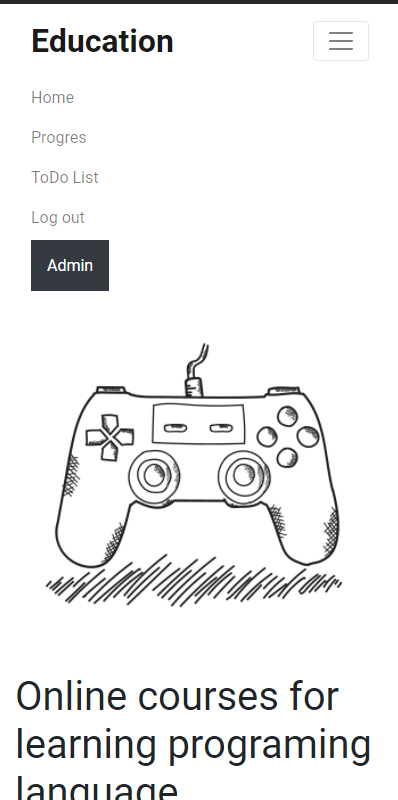 Education
Home
Progres
ToDo List
Log out
Admin
Online courses for
learning programing
language